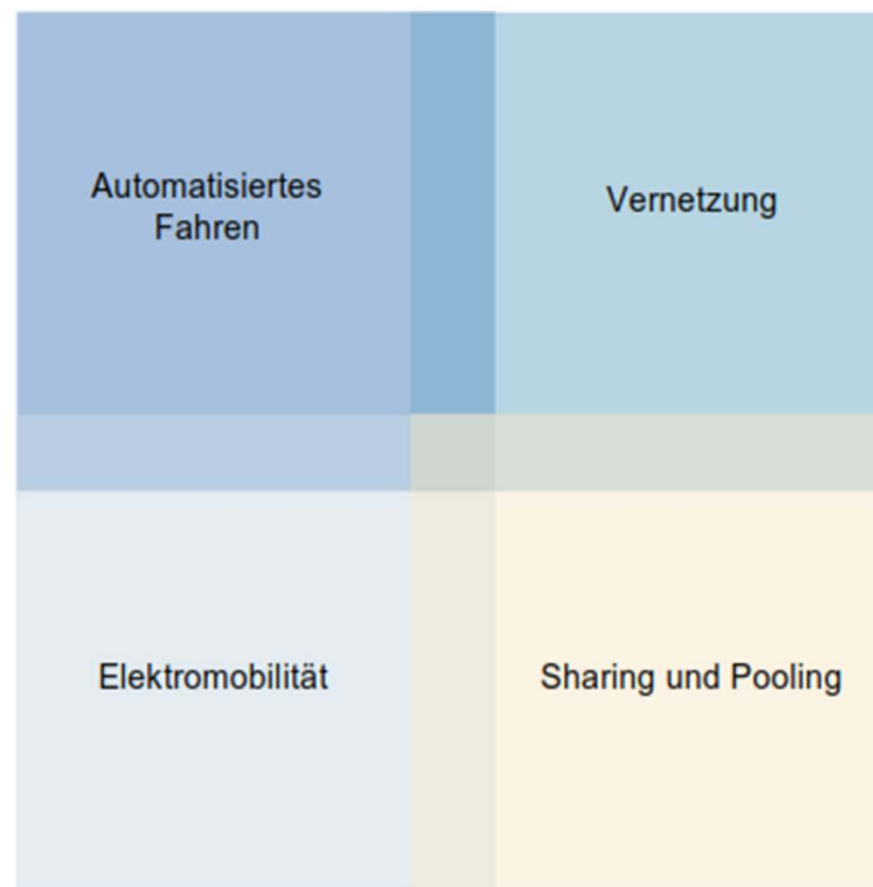 Automatisiertes
Fahren
Vernetzung
Elektromobilität
Sharing und Pooling